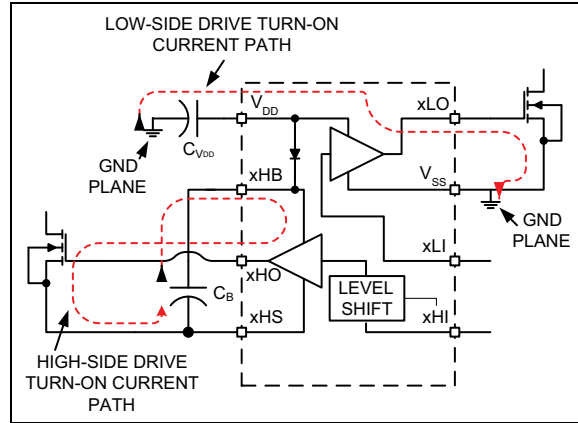 LOW-SIDE DRIVE TURN-ON
CURRENT PATH
VDD
xLO
CVDD
GND
PLANE
xHB
VSS
GND
PLANE
xLI
xHO
CB
LEVEL
SHIFT
xHI
xHS
HIGH-SIDE DRIVE
TURN-ON CURRENT
PATH